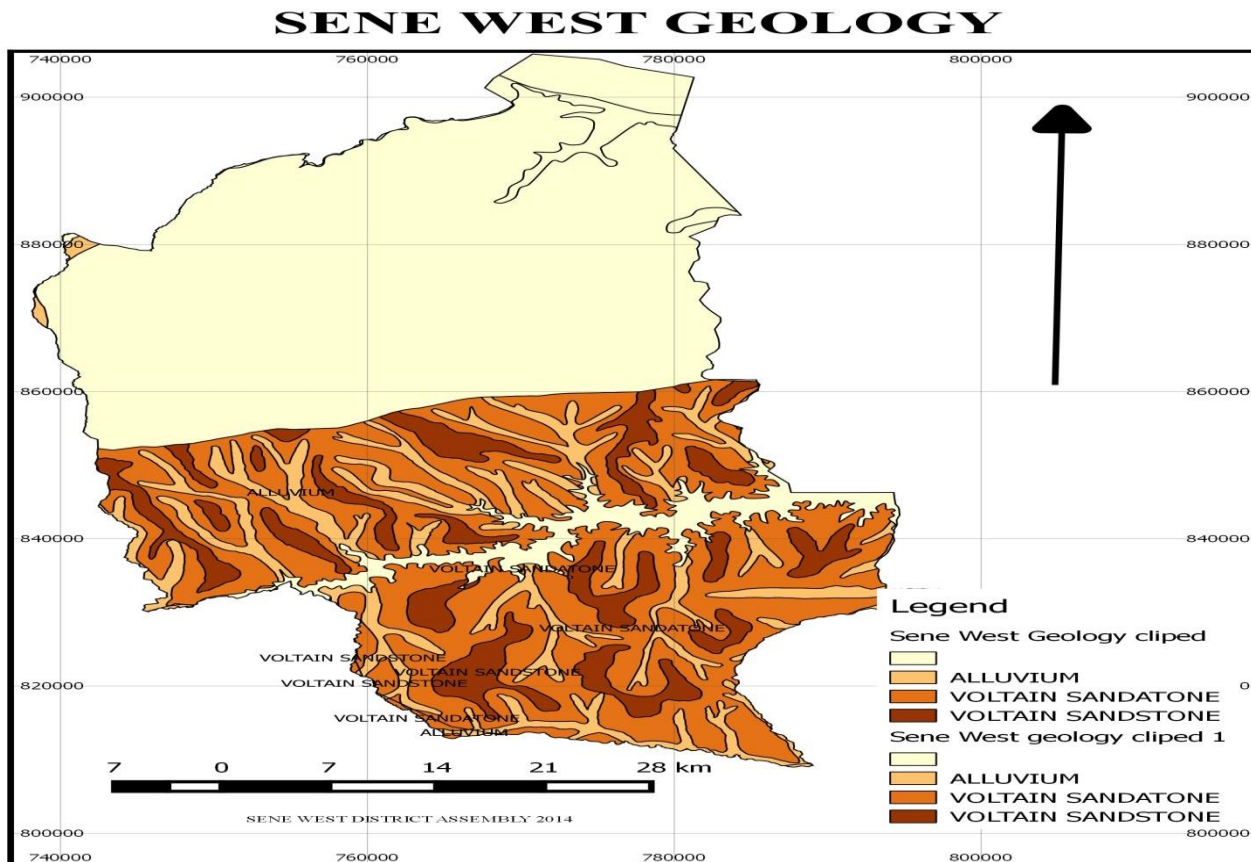 SENE WEST GEOLOGY
740000 760000 780000 800000
900000 900000
880000 880000
860000 860000
ALLUVIUM
840000 840000
VOLTAIN SANDATONE
VOLTAIN SANDATONE
VOLTAIN SANDSTONE
VOLTAIN SANDSTONE
VOLTAIN SANDSTONE
820000 0
VOLTAIN SANDATONE
ALLUVIUM
Legend
Sene West Geology cliped
ALLUVIUM
VOLTAIN SANDATONE
VOLTAIN SANDSTONE
Sene West geology cliped 1
ALLUVIUM
VOLTAIN SANDATONE
VOLTAIN SANDSTONE
7 0 7 14 21 28 km
SENE WEST DISTRICT ASSEMBLY 2014
800000 800000
740000 760000 780000 800000